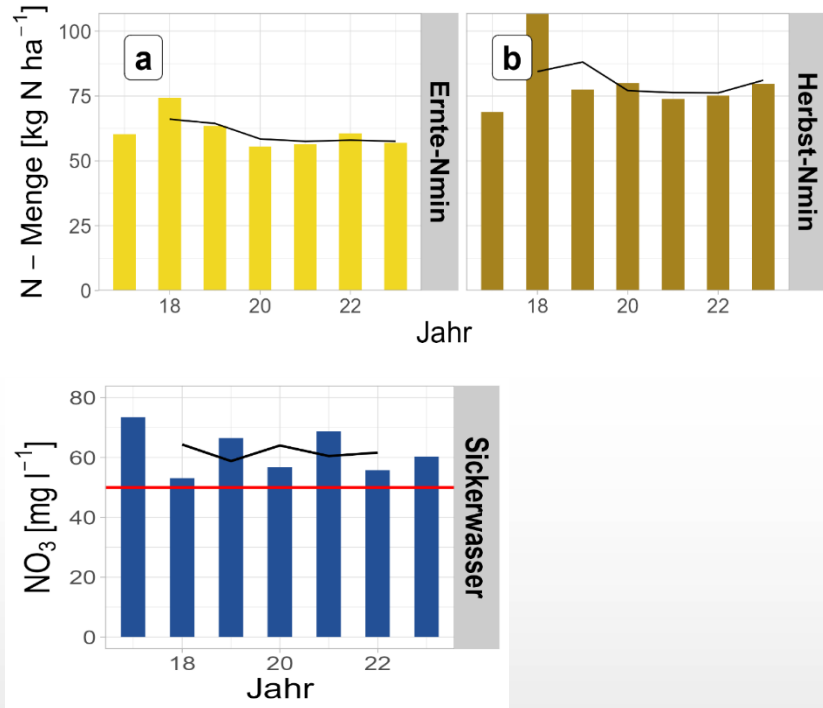 a
b
N − Menge [kg N ha⁻¹]
100
75
50
25
0
Ernte-Nmin
Herbst-Nmin
18
20
22
18
20
22
Jahr
NO₃ [mg l⁻¹]
80
60
40
20
0
Sickerwasser
18
20
22
Jahr